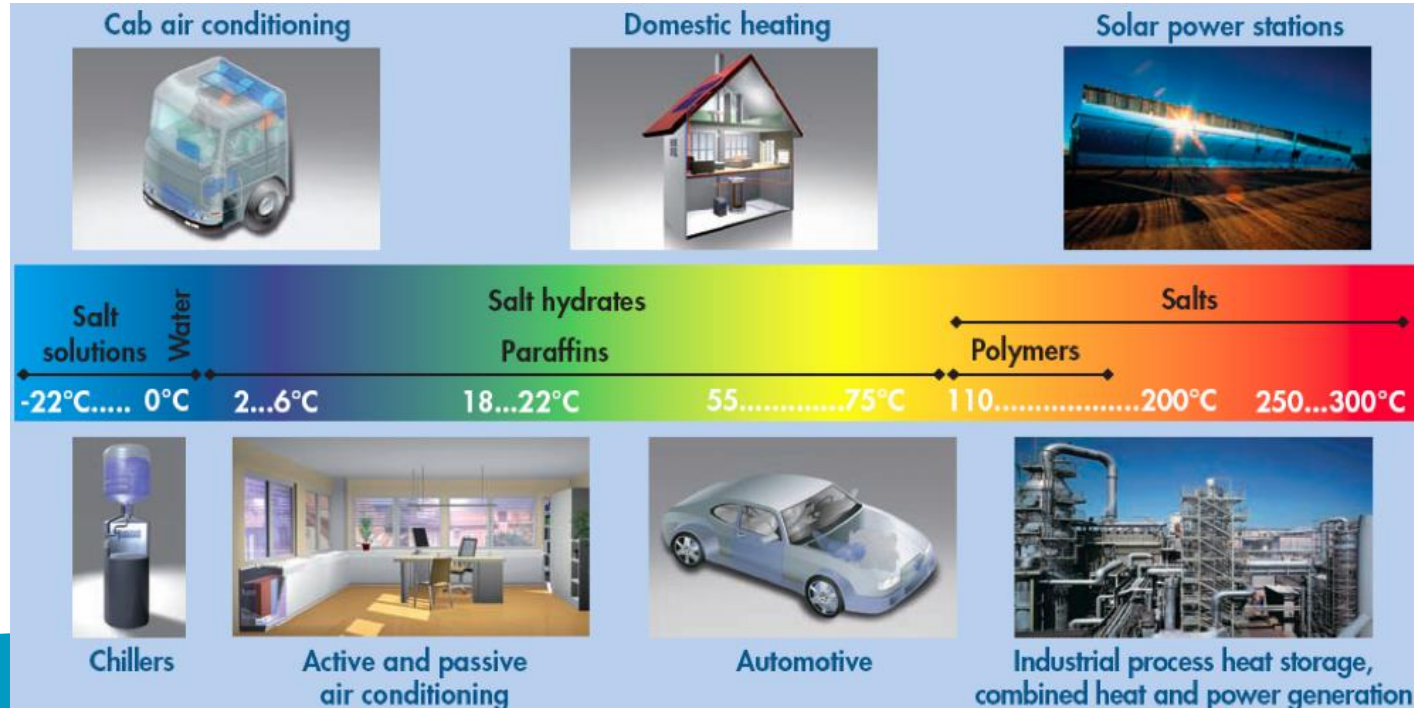 Cab air conditioning
Domestic heating
Solar power stations
Salt
solutions
Water
Salt hydrates
Paraffins
Salts
Polymers
-22°C..... 0°C
2...6°C
18...22°C
55.............75°C
110..................200°C
250...300°C
Chillers
Active and passive
air conditioning
Automotive
Industrial process heat storage,
combined heat and power generation